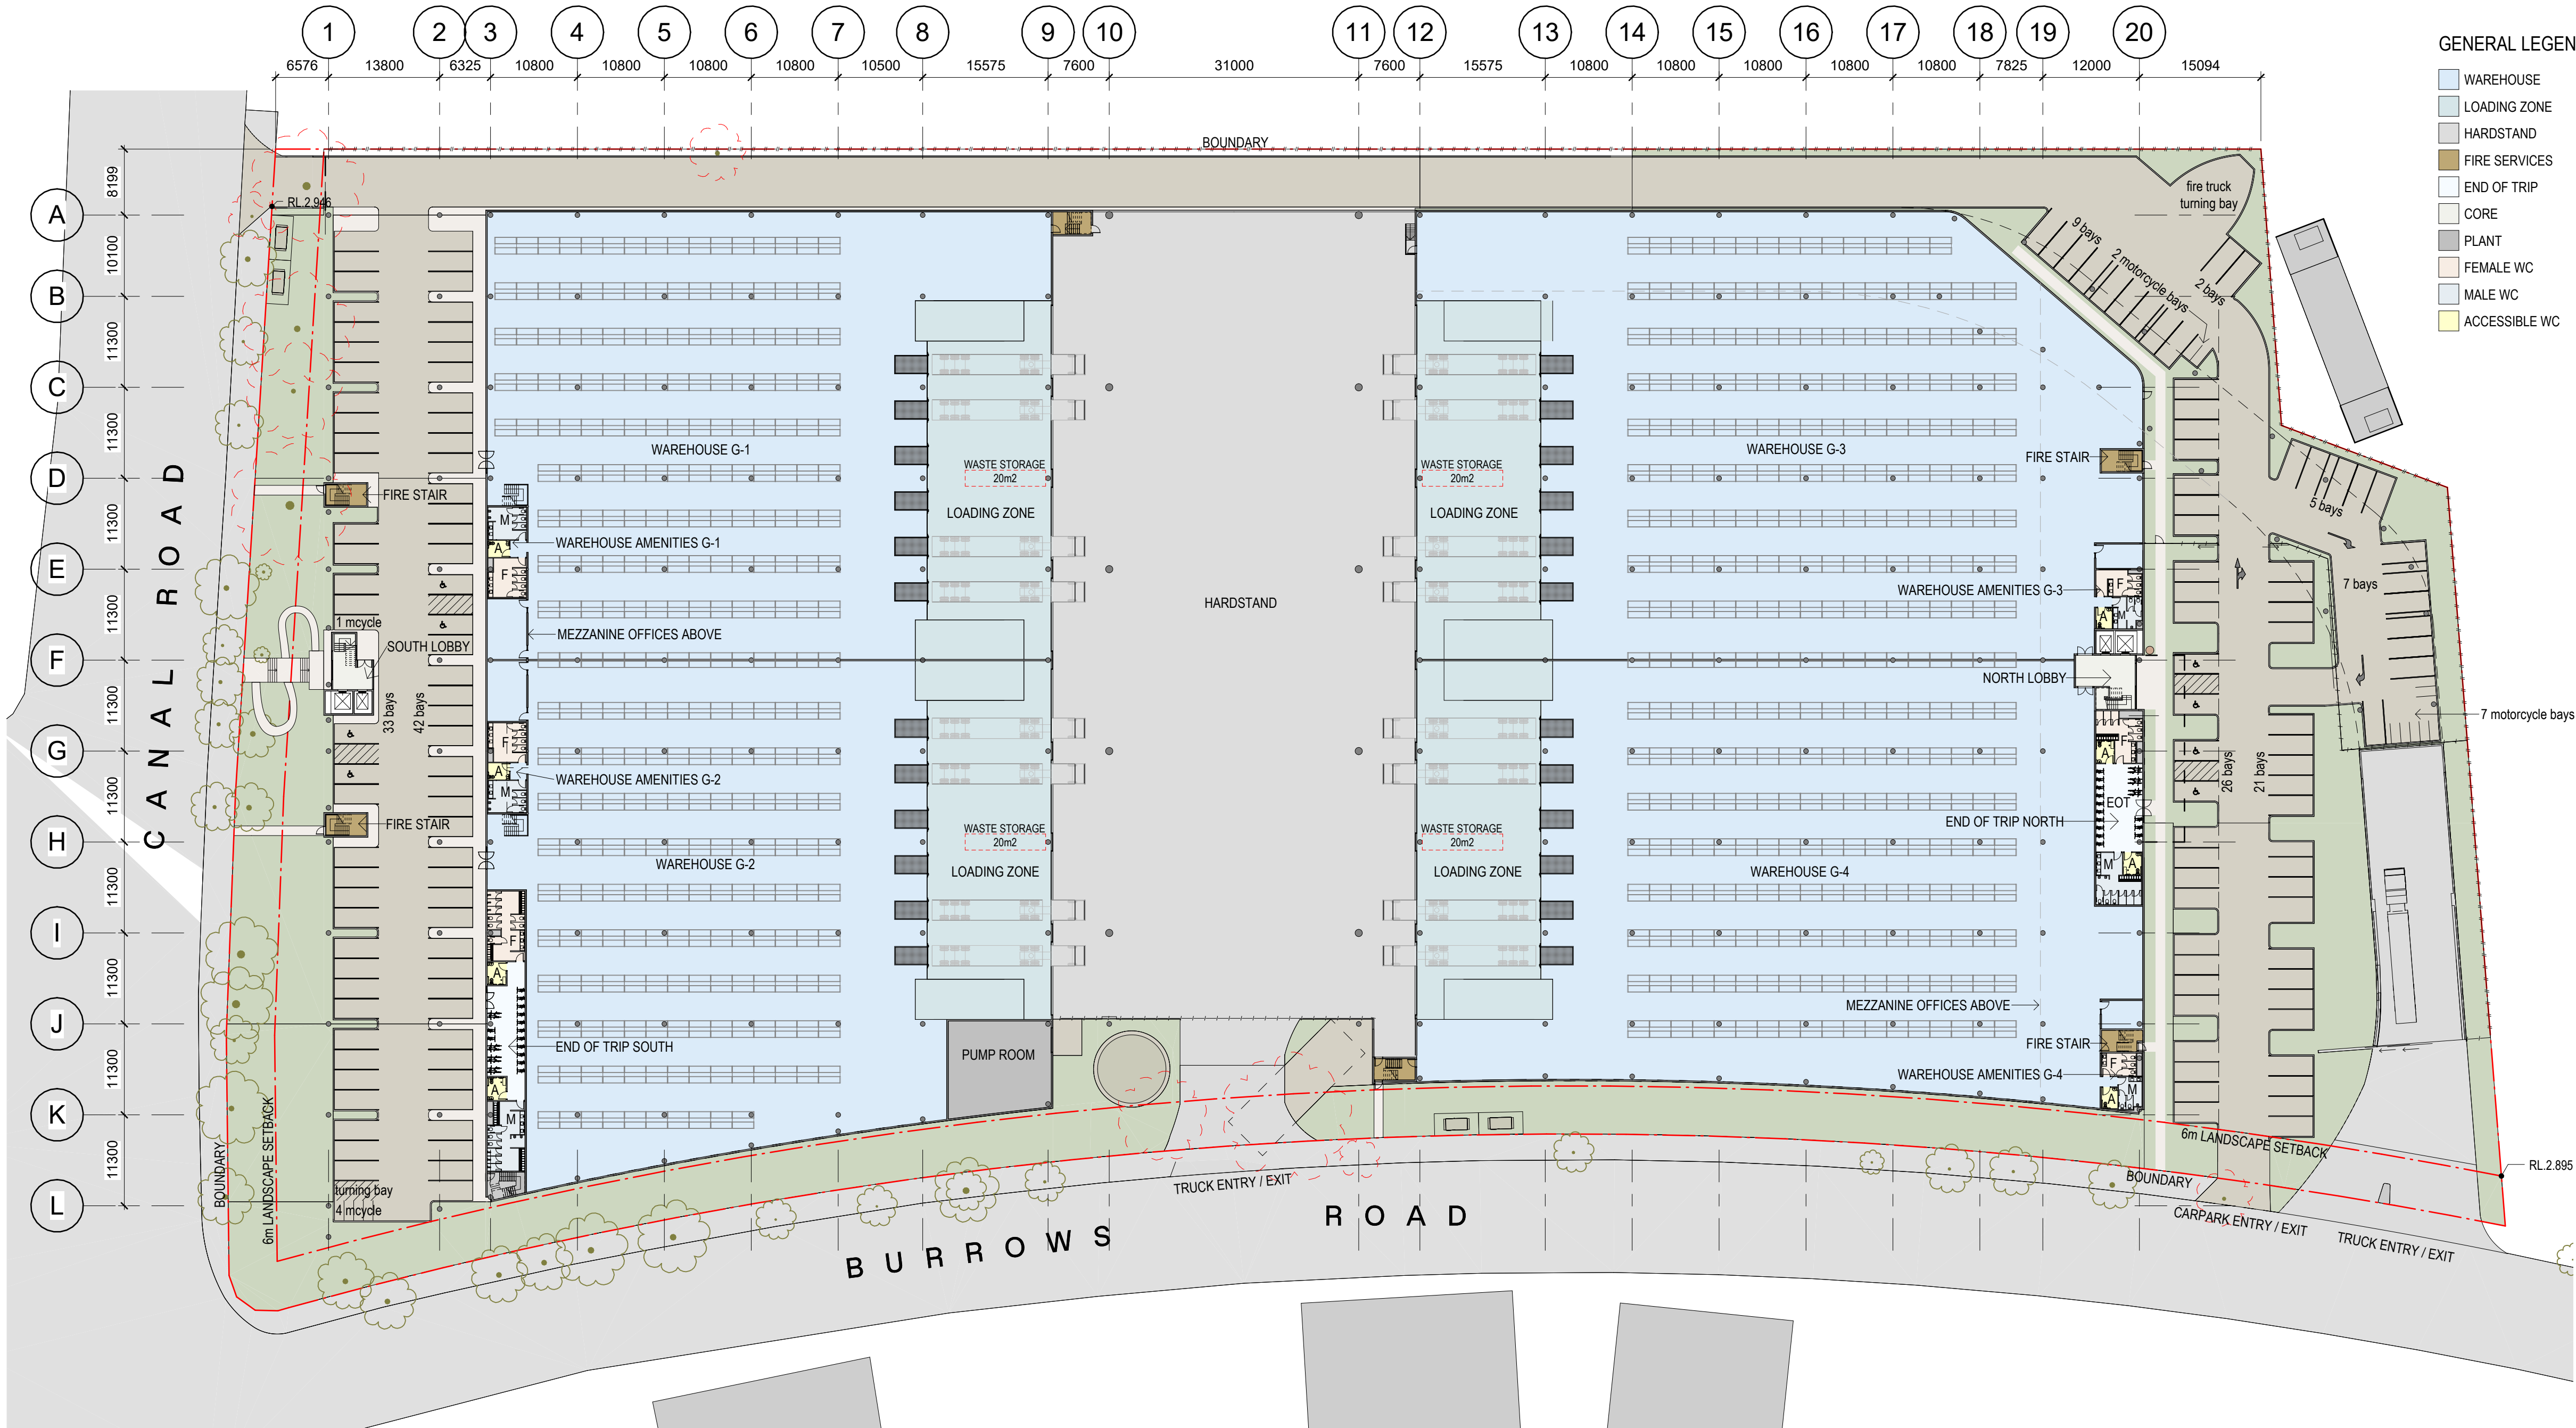 1 2 3 4 5 6 7 8 9 10 11 12 13 14 15 16 17 18 19 20
6576 13800 6325 10800 10800 10800 10800 10500 15575 7600 31000 7600 15575 10800 10800 10800 10800 10800 7825 12000 15094
GENERAL LEGEN
WAREHOUSE
LOADING ZONE
HARDSTAND
FIRE SERVICES
END OF TRIP
CORE
PLANT
FEMALE WC
MALE WC
ACCESSIBLE WC
A
B
C
D
E
F
G
H
I
J
K
L
8199
10100
11300
11300
11300
11300
11300
11300
11300
11300
11300
11300
CANAL ROAD
BOUNDARY
RL.2.946
fire truck
turning bay
9 bays
2 motorcycle bays
2 bays
WAREHOUSE G-1
WAREHOUSE G-3
FIRE STAIR
WASTE STORAGE
20m2
WASTE STORAGE
20m2
FIRE STAIR
5 bays
LOADING ZONE
LOADING ZONE
M
A
F
WAREHOUSE AMENITIES G-1
7 bays
WAREHOUSE AMENITIES G-3
F
A
M
HARDSTAND
1 mcycle
MEZZANINE OFFICES ABOVE
SOUTH LOBBY
NORTH LOBBY
33 bays
42 bays
7 motorcycle bays
F
A
M
WAREHOUSE AMENITIES G-2
F
A
26 bays
21 bays
EOT
END OF TRIP NORTH
FIRE STAIR
WASTE STORAGE
20m2
WASTE STORAGE
20m2
WAREHOUSE G-2
LOADING ZONE
LOADING ZONE
WAREHOUSE G-4
M
A
F
A
MEZZANINE OFFICES ABOVE
END OF TRIP SOUTH
PUMP ROOM
FIRE STAIR
F
WAREHOUSE AMENITIES G-4
M
A
A
M
BOUNDARY
6m LANDSCAPE SETBACK
turning bay
4 mcycle
6m LANDSCAPE SETBACK
RL.2.895
BOUNDARY
TRUCK ENTRY / EXIT
CARPARK ENTRY / EXIT
TRUCK ENTRY / EXIT
BURROWS ROAD